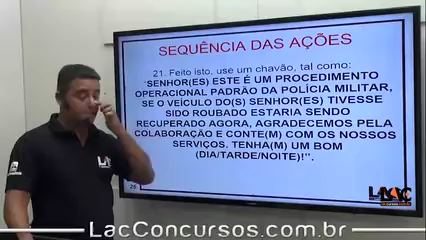 SEQUÊNCIA DAS AÇÕES
21. Feito isto, use um chavão, tal como:
"SENHOR(ES) ESTE É UM PROCEDIMENTO
OPERACIONAL PADRÃO DA POLÍCIA MILITAR,
SE O VEÍCULO DO(S) SENHOR(ES) TIVESSE
SIDO ROUBADO ESTARIA SENDO
RECUPERADO AGORA, AGRADECEMOS PELA
COLABORAÇÃO E CONTE(M) COM OS NOSSOS
SERVIÇOS, TENHA(M) UM BOM
(DIA/TARDE/NOITE)!".
25
LacConcursos.com.br